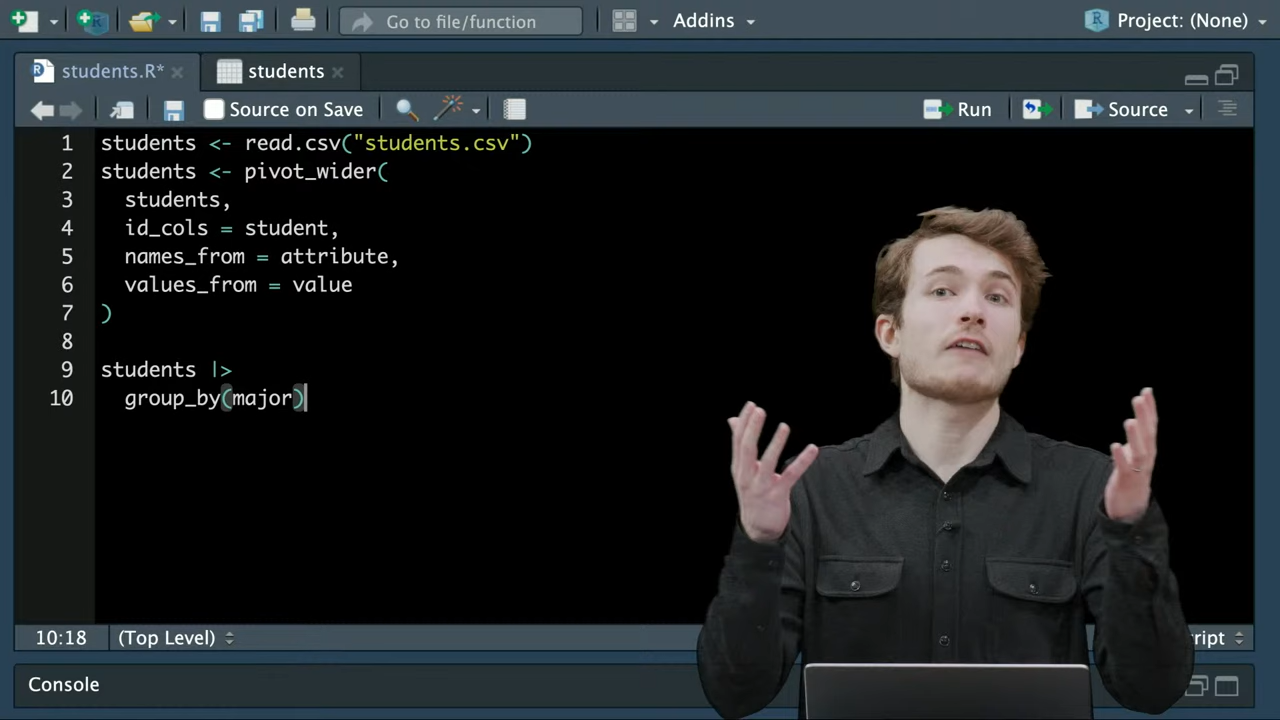 Go to file/function
Addins
Project: (None)
students.R*
students
Source on Save
Run
Source
1 students <- read.csv("students.csv")
2 students <- pivot_wider(
3   students,
4   id_cols = student,
5   names_from = attribute,
6   values_from = value
7 )
8
9 students |>
10   group_by(major)
10:18
(Top Level)
ript
Console